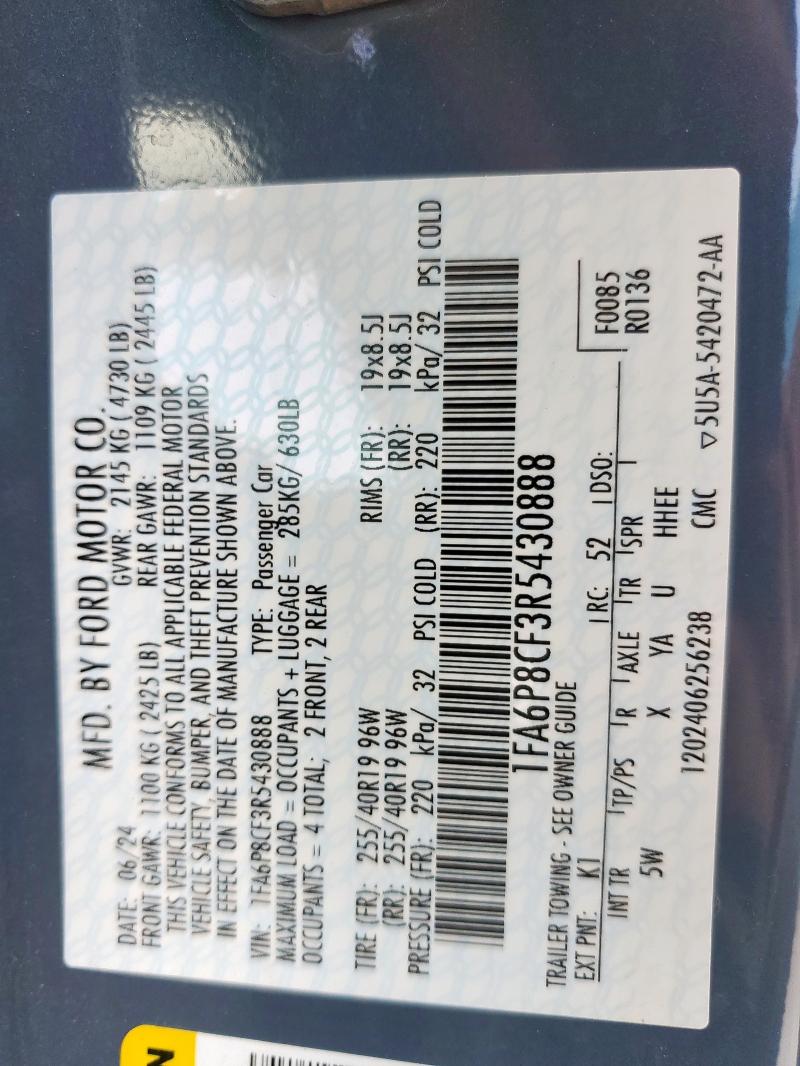 MFD. BY FORD MOTOR CO.
DATE: 06/24 GVWR: 2145 KG ( 4730 LB)
FRONT GAWR: 1100 KG ( 2425 LB) REAR GAWR: 1109 KG ( 2445 LB)
THIS VEHICLE CONFORMS TO ALL APPLICABLE FEDERAL MOTOR
VEHICLE SAFETY, BUMPER, AND THEFT PREVENTION STANDARDS
IN EFFECT ON THE DATE OF MANUFACTURE SHOWN ABOVE.
VIN: 1FA6P8CF3R5430888 TYPE: Passenger Car
MAXIMUM LOAD = OCCUPANTS + LUGGAGE = 285KG/ 630LB
OCCUPANTS = 4 TOTAL; 2 FRONT, 2 REAR
TIRE (FR): 255/40R19 96W RIMS (FR): 19x8.5J
(RR): 255/40R19 96W (RR): 19x8.5J
PRESSURE (FR): 220 kPa/ 32 PSI COLD (RR): 220 kPa/ 32 PSI COLD
1FA6P8CF3R5430888
TRAILER TOWING - SEE OWNER GUIDE
EXT PNT: K1 RC: 52 DSO: F0085
R0136
INT TR TP/PS R AXLE TR SPR
5W X YA U HHEE
1202406256238 CMC ▽5U5A-5420472-AA
N